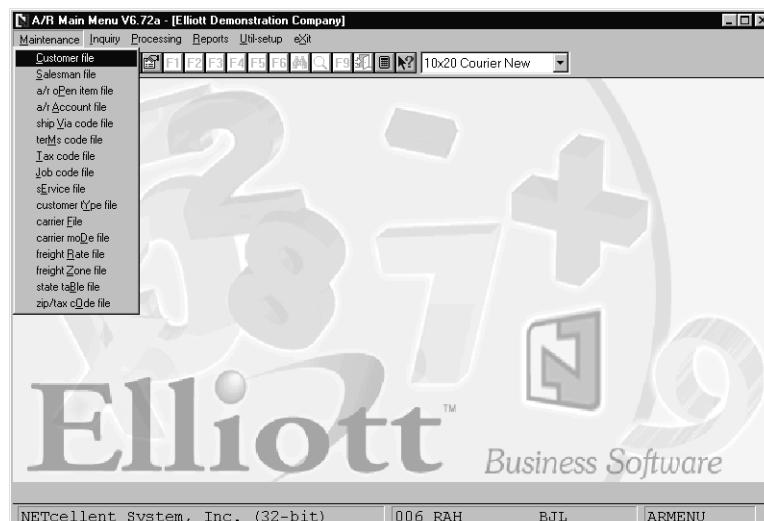 A/R Main Menu V6.72a - [Elliott Demonstration Company]
Maintenance Inquiry Processing Reports Util-setup eXit
F1 F2 F3 F4 F5 F6 F9 10x20 Courier New
Customer file
Salesman file
a/r oPen item file
a/r Account file
ship Via code file
terMs code file
Tax code file
Job code file
sErvice file
customer tYpe file
carrier File
carrier moDe file
freight Rate file
freight Zone file
state taBle file
zip/tax cOde file
Elliott TM
Business Software
NETcellent System, Inc. (32-bit) 006 RAH BJL ARMENU